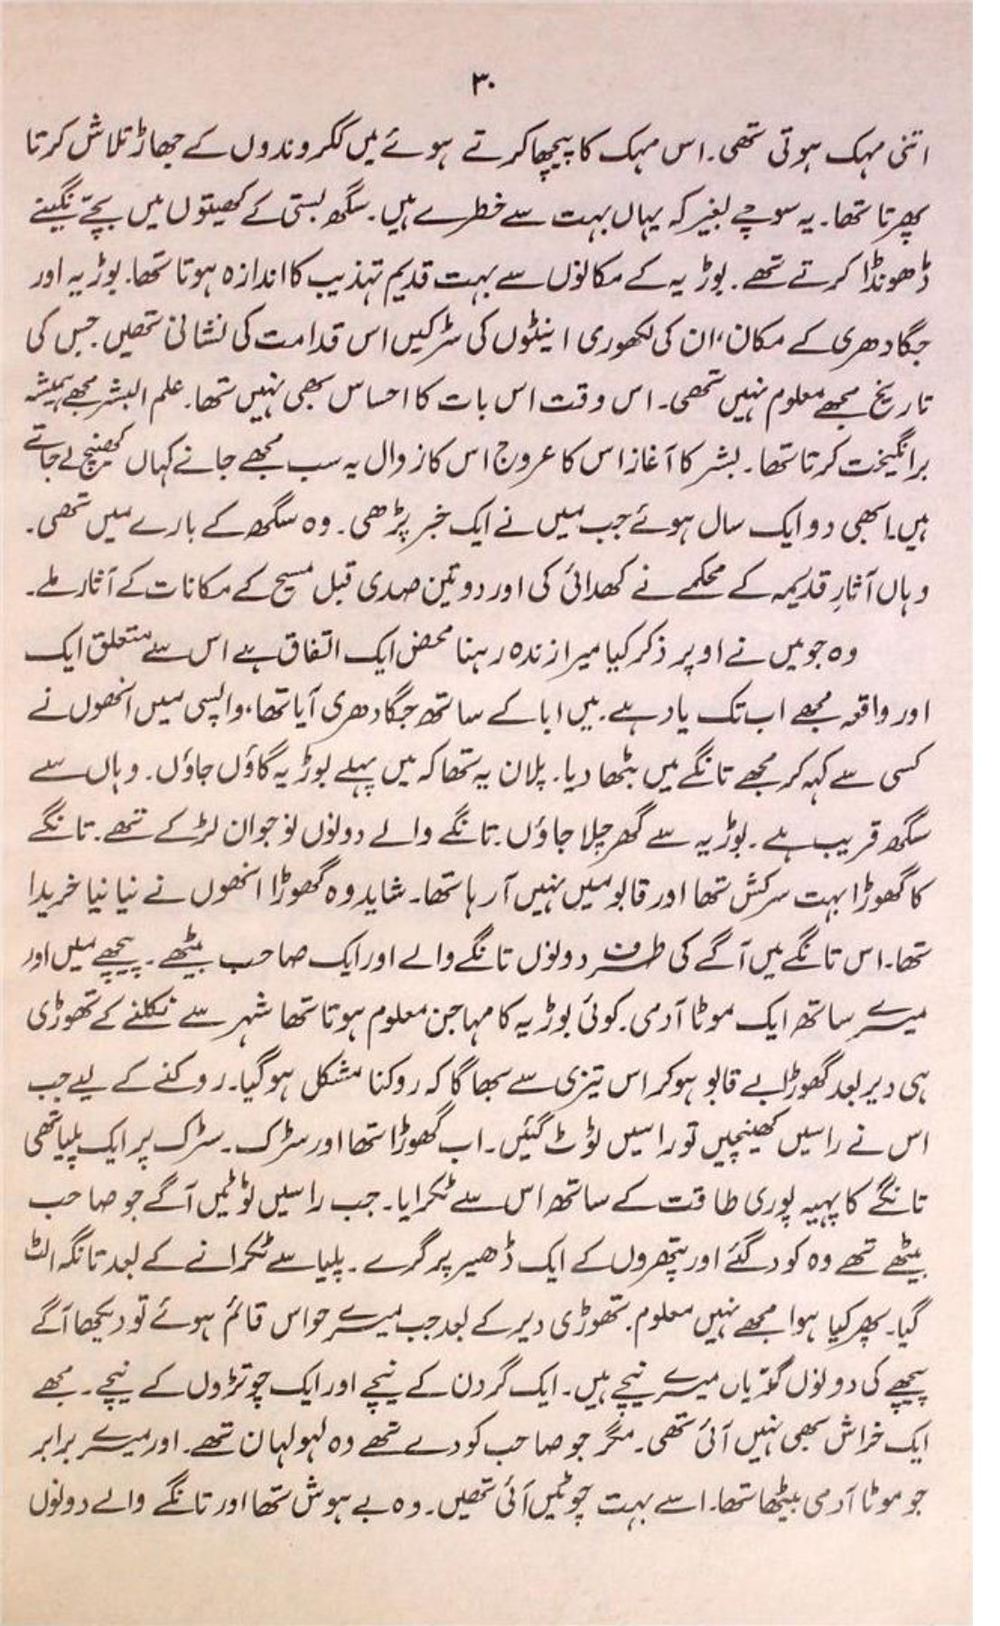 ۳۰
اتنی مہک ہوتی تھی۔ اس مہک کا پیچھا کرتے ہوئے میں ککروندوں کے جھاڑ تلاش کرتا
پھرتا تھا۔ یہ سوچے بغیر کہ یہاں بہت سے خطرے ہیں۔ سگھ بستی کے کھیتوں میں بچے نگینے
ڈھونڈا کرتے تھے۔ بوڑیہ کے مکانوں سے بہت قدیم تہذیب کا اندازہ ہوتا تھا۔ بوڑیہ اور
جگادھری کے مکان، ان کی لکھوری اینٹوں کی سڑکیں اس قدامت کی نشانی تھیں جس کی
تاریخ مجھے معلوم نہیں تھی۔ اس وقت اس بات کا احساس بھی نہیں تھا۔ علم البشر مجھے ہمیشہ
برانگیخت کرتا تھا۔ بشر کا آغاز اس کا عروج اس کا زوال یہ سب مجھے جانے کہاں کھینچ لے جاتے
ہیں۔ ابھی دو ایک سال ہوئے جب میں نے ایک خبر پڑھی۔ وہ سگھ کے بارے میں تھی۔
وہاں آثارِ قدیمہ کے محکمے نے کھدائی کی اور دو تین صدی قبل مسیح کے مکانات کے آثار ملے۔
وہ جو میں نے اوپر ذکر کیا میرا زندہ رہنا محض ایک اتفاق ہے اس سے متعلق ایک
اور واقعہ مجھے اب تک یاد ہے۔ میں ابا کے ساتھ جگادھری آیا تھا، واپسی میں انھوں نے
کسی سے کہہ کر مجھے تانگے میں بٹھا دیا۔ پلان یہ تھا کہ میں پہلے بوڑیہ گاؤں جاؤں۔ وہاں سے
سگھ قریب ہے۔ بوڑیہ سے گھر چلا جاؤں۔ تانگے والے دونوں نوجوان لڑکے تھے۔ تانگے
کا گھوڑا بہت سرکش تھا اور قابو میں نہیں آرہا تھا۔ شاید وہ گھوڑا انھوں نے نیا نیا خریدا
تھا۔ اس تانگے میں آگے کی طرف دونوں تانگے والے اور ایک صاحب بیٹھے۔ پیچھے میں اور
میرے ساتھ ایک موٹا آدمی۔ کوئی بوڑیہ کا مہاجن معلوم ہوتا تھا شہر سے نکلنے کے تھوڑی
ہی دیر بعد گھوڑا بے قابو ہوکر اس تیزی سے بھاگا کہ روکنا مشکل ہوگیا۔ روکنے کے لیے جب
اس نے راسیں کھینچیں تو راسیں ٹوٹ گئیں۔ اب گھوڑا تھا اور سڑک۔ سڑک پر ایک پلیا تھی
تانگے کا پہیہ پوری طاقت کے ساتھ اس سے ٹکرایا۔ جب راسیں ٹوٹیں آگے جو صاحب
بیٹھے تھے وہ کود گئے اور پتھروں کے ایک ڈھیر پر گرے۔ پلیا سے ٹکرانے کے بعد تانگہ الٹ
گیا۔ پھر کیا ہوا مجھے نہیں معلوم۔ تھوڑی دیر کے بعد جب میرے حواس قائم ہوئے تو دیکھا آگے
پیچھے کی دونوں گدّیاں میرے نیچے ہیں۔ ایک گردن کے نیچے اور ایک چوتڑوں کے نیچے۔ مجھے
ایک خراش بھی نہیں آئی تھی۔ مگر جو صاحب کودے تھے وہ لہولہان تھے۔ اور میرے برابر
جو موٹا آدمی بیٹھا تھا۔ اسے بہت چوٹیں آئی تھیں۔ وہ بے ہوش تھا اور تانگے والے دونوں